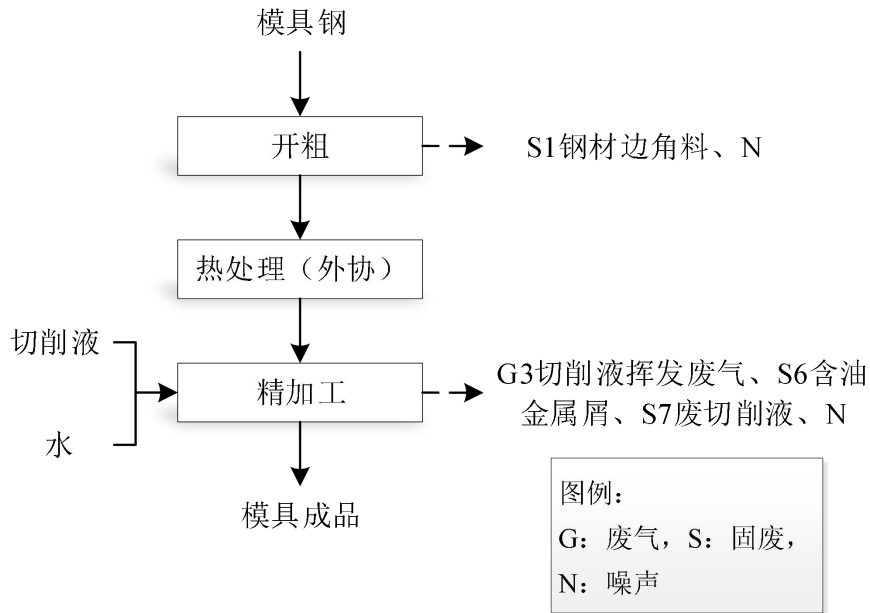 模具钢
开粗
S1钢材边角料、N
热处理（外协）
切削液
水
精加工
G3切削液挥发废气、S6含油
金属屑、S7废切削液、N
模具成品
图例：
G：废气，S：固废，
N：噪声